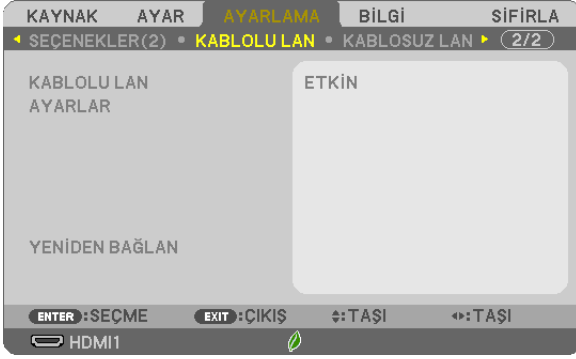 KAYNAK AYAR AYARLAMA BİLGİ SIFIRLA
SEÇENEKLER(2) • KABLOLU LAN • KABLOSUZ LAN 2/2
KABLOLU LAN ETKİN
AYARLAR
YENİDEN BAĞLAN
ENTER :SEÇME EXIT :ÇIKIŞ :TAŞI :TAŞI
HDMI1